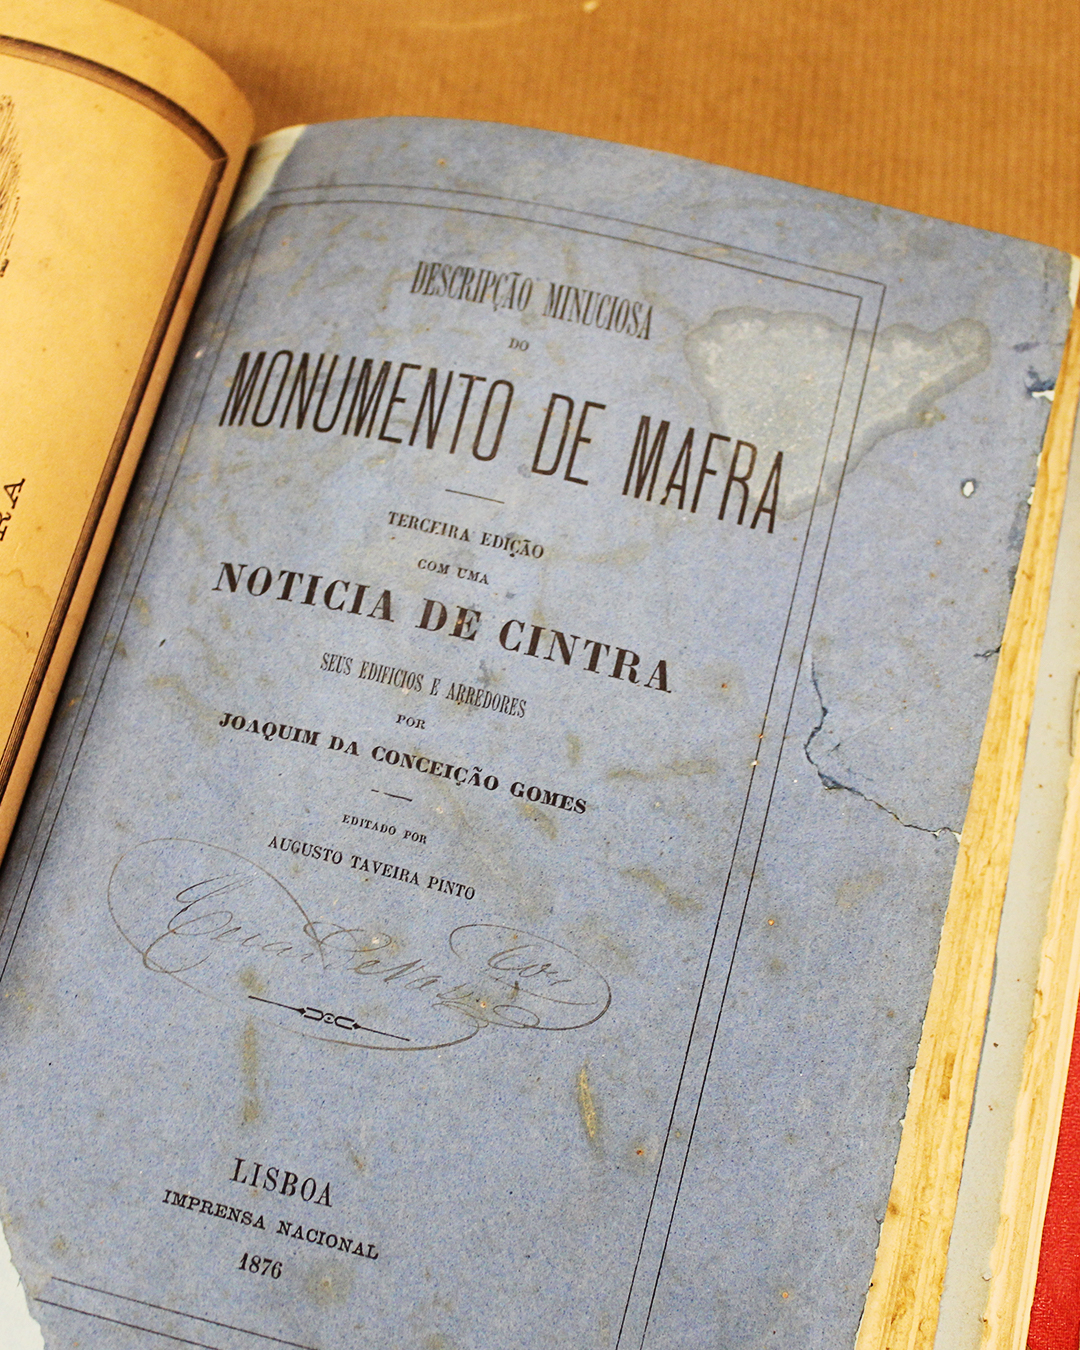 RA
DESCRIPÇÃO MINUCIOSA
DO
MONUMENTO DE MAFRA
TERCEIRA EDIÇÃO
COM UMA
NOTICIA DE CINTRA
SEUS EDIFICIOS E ARREDORES
POR
JOAQUIM DA CONCEIÇÃO GOMES
EDITADO POR
AUGUSTO TAVEIRA PINTO
LISBOA
IMPRENSA NACIONAL
1876